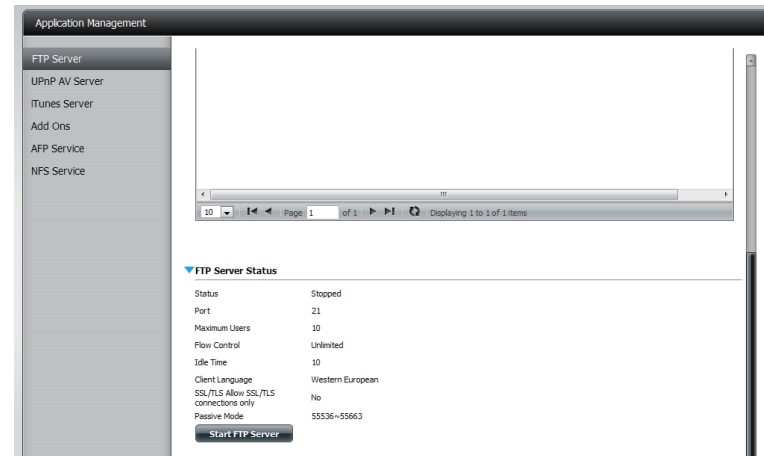 Application Management
FTP Server
UPnP AV Server
iTunes Server
Add Ons
AFP Service
NFS Service
10 Page 1 of 1 Displaying 1 to 1 of 1 items
FTP Server Status
Status Stopped
Port 21
Maximum Users 10
Flow Control Unlimited
Idle Time 10
Client Language Western European
SSL/TLS Allow SSL/TLS
connections only No
Passive Mode 55536~55663
Start FTP Server